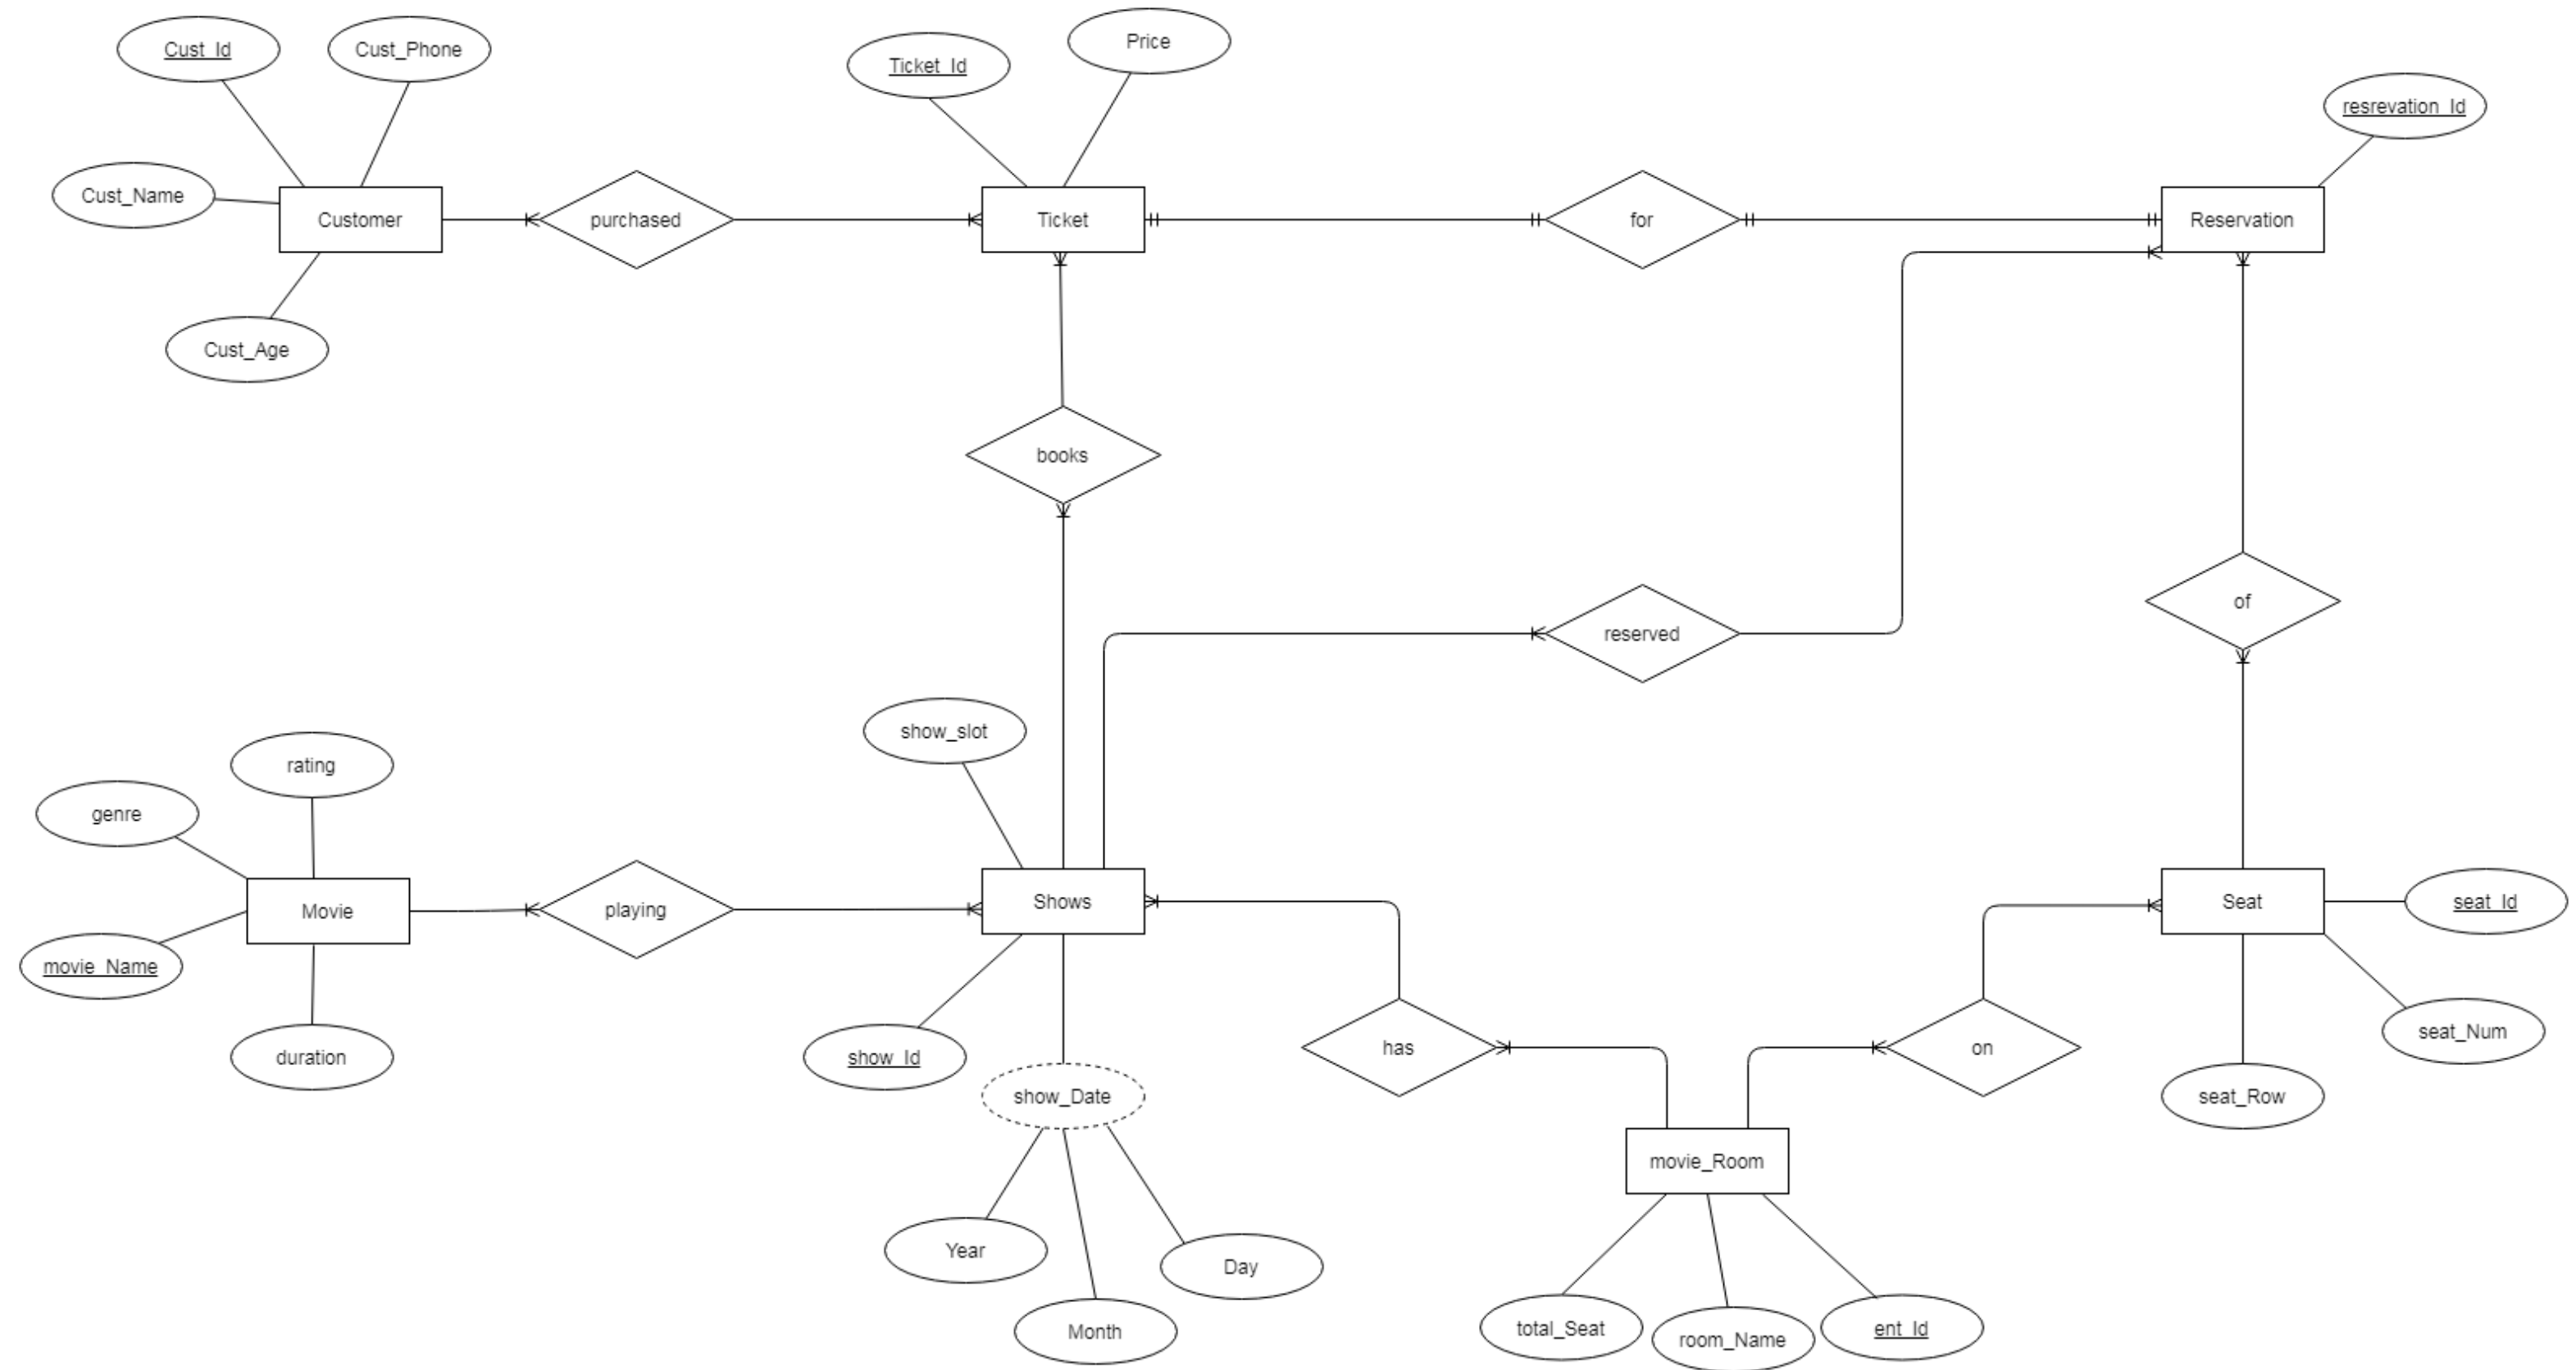 Cust_Id
Cust_Phone
Ticket_Id
Price
resrevation_Id
Cust_Name
Customer
purchased
Ticket
for
Reservation
Cust_Age
books
of
reserved
show_slot
rating
genre
Movie
playing
Shows
Seat
seat_Id
movie_Name
duration
show_Id
has
on
seat_Num
show_Date
seat_Row
movie_Room
Year
Day
Month
total_Seat
room_Name
ent_Id